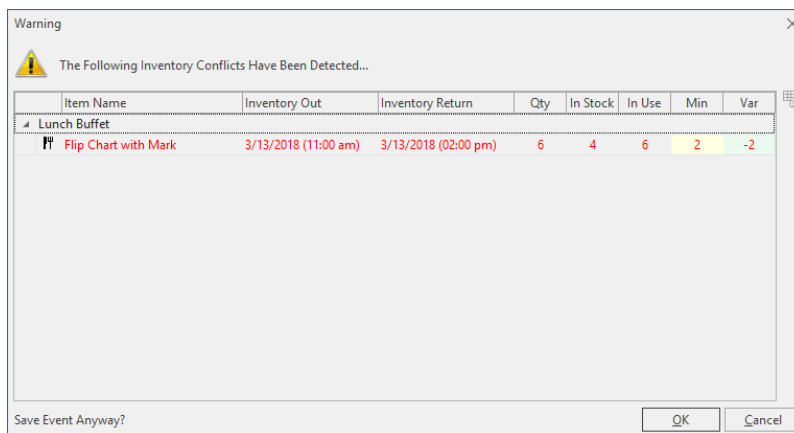 Warning
The Following Inventory Conflicts Have Been Detected...
Item Name Inventory Out Inventory Return Qty In Stock In Use Min Var
Lunch Buffet
Flip Chart with Mark 3/13/2018 (11:00 am) 3/13/2018 (02:00 pm) 6 4 6 2 -2
Save Event Anyway? OK Cancel